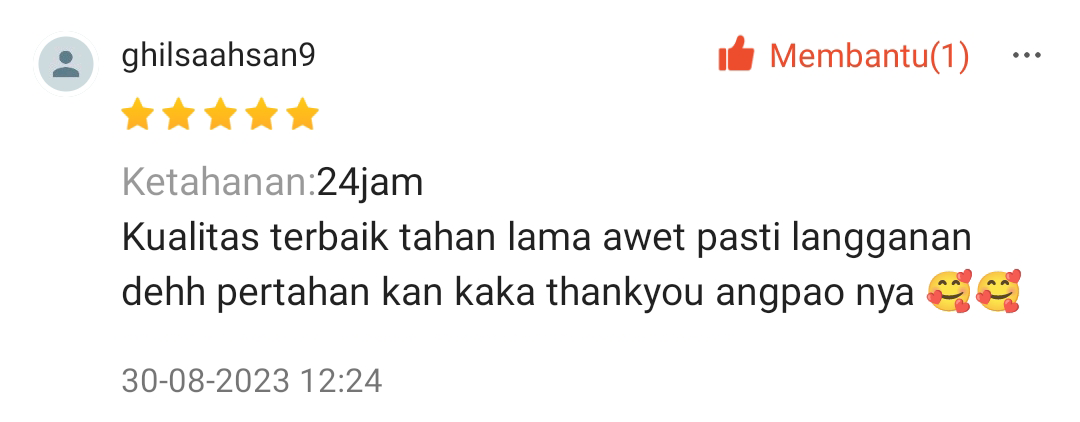 ghilsaahsan9
Membantu(1)
Ketahanan:24jam
Kualitas terbaik tahan lama awet pasti langganan
dehh pertahan kan kaka thankyou angpao nya 🥰🥰
30-08-2023 12:24